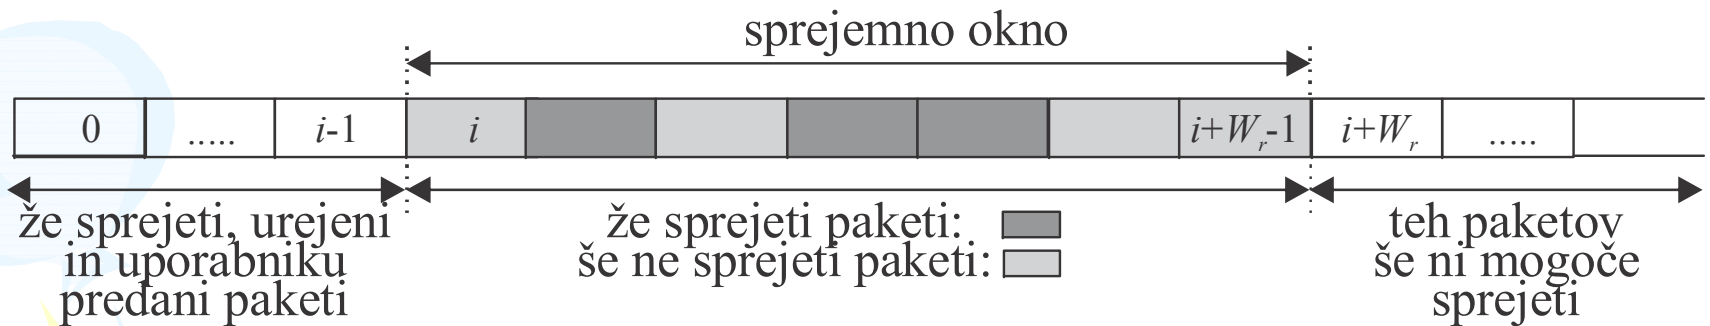 sprejemno okno
0 ..... i-1 i i+Wr-1 i+Wr .....
že sprejeti, urejeni
in uporabniku
predani paketi
že sprejeti paketi:
še ne sprejeti paketi:
teh paketov
še ni mogoče
sprejeti